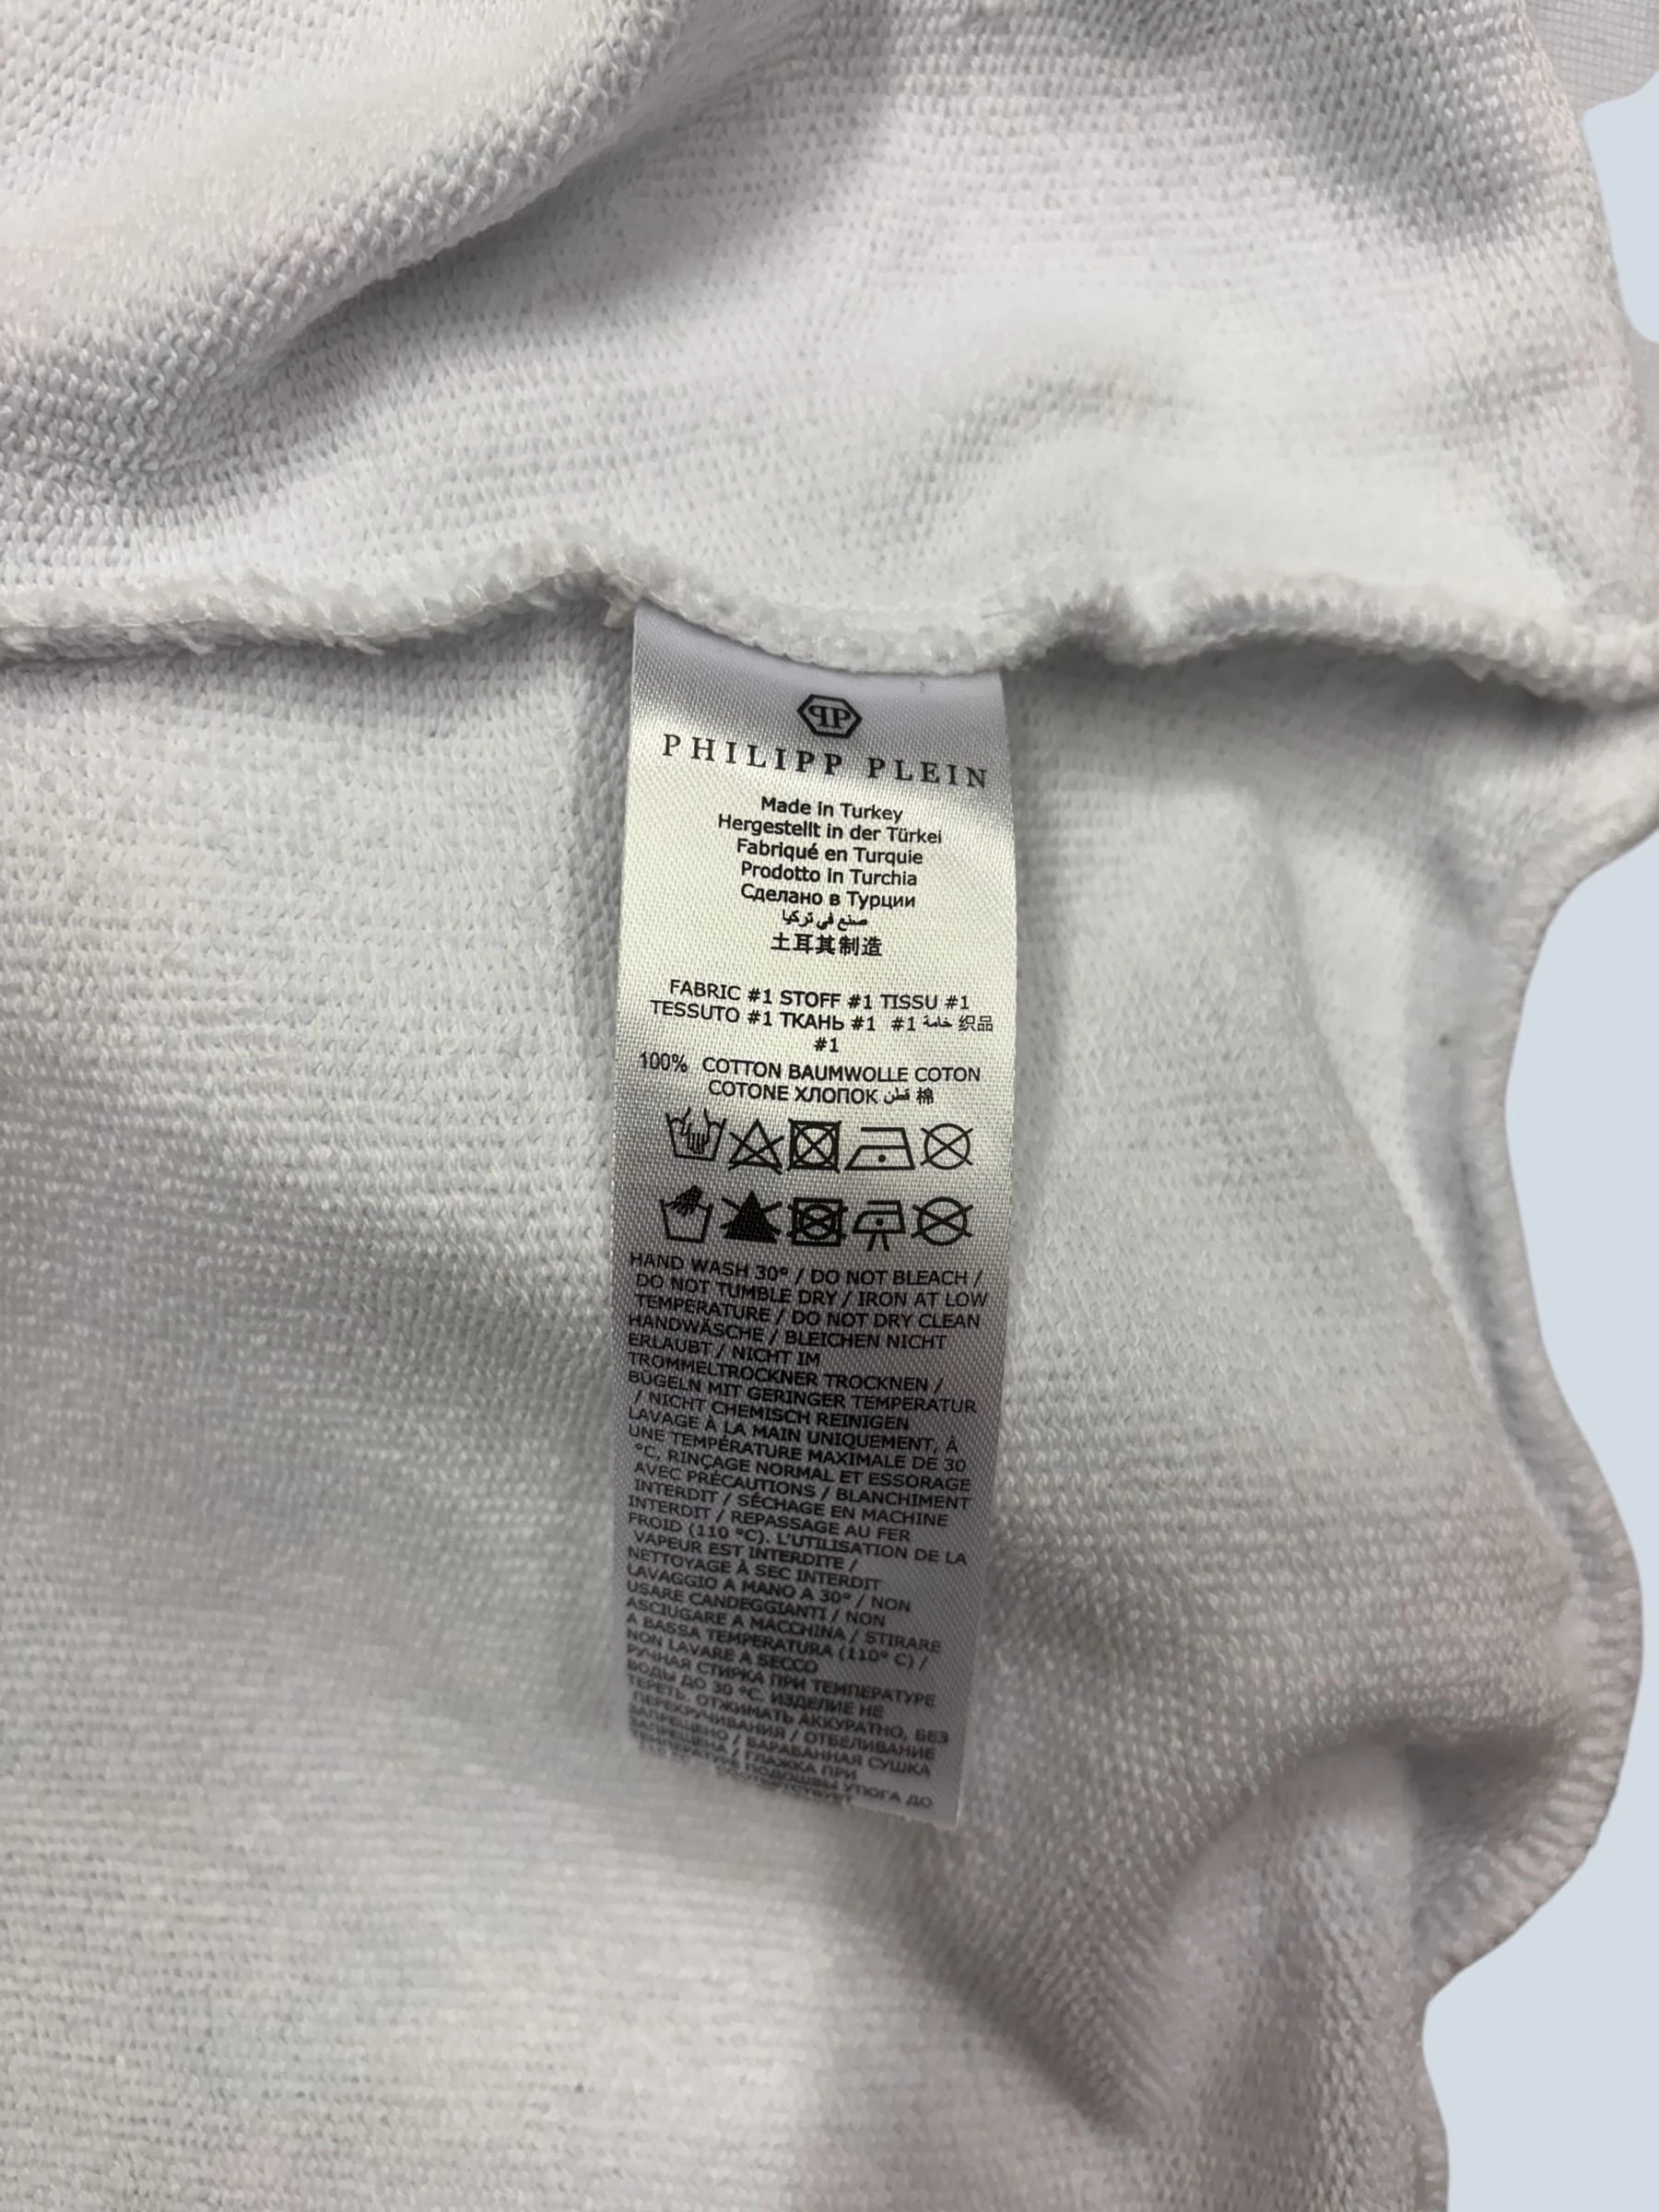 PHILIPP PLEIN
Made in Turkey
Hergestellt in der Türkei
Fabriqué en Turquie
Prodotto in Turchia
Сделано в Турции
صنع في تركيا
土耳其制造
FABRIC #1 STOFF #1 TISSU #1
TESSUTO #1 ТКАНЬ #1 #1 خامة 织品
#1
100% COTTON BAUMWOLLE COTON
COTONE ХЛОПОК قطن 棉
HAND WASH 30° / DO NOT BLEACH /
DO NOT TUMBLE DRY / IRON AT LOW
TEMPERATURE / DO NOT DRY CLEAN
HANDWÄSCHE / BLEICHEN NICHT
ERLAUBT / NICHT IM
TROMMELTROCKNER TROCKNEN /
BÜGELN MIT GERINGER TEMPERATUR
/ NICHT CHEMISCH REINIGEN
LAVAGE À LA MAIN UNIQUEMENT, À
UNE TEMPÉRATURE MAXIMALE DE 30
°C, RINÇAGE NORMAL ET ESSORAGE
AVEC PRÉCAUTIONS / BLANCHIMENT
INTERDIT / SÉCHAGE EN MACHINE
INTERDIT / REPASSAGE AU FER
FROID (110 °C). L'UTILISATION DE LA
VAPEUR EST INTERDITE /
NETTOYAGE À SEC INTERDIT
LAVAGGIO A MANO A 30° / NON
USARE CANDEGGIANTI / NON
ASCIUGARE A MACCHINA / STIRARE
A BASSA TEMPERATURA (110° C) /
NON LAVARE A SECCO
РУЧНАЯ СТИРКА ПРИ ТЕМПЕРАТУРЕ
ВОДЫ ДО 30 °C. ИЗДЕЛИЕ НЕ
ТЕРЕТЬ. ОТЖИМАТЬ АККУРАТНО, БЕЗ
ПЕРЕКРУЧИВАНИЯ / ОТБЕЛИВАНИЕ
ЗАПРЕЩЕНО / БАРАБАННАЯ СУШКА
ЗАПРЕЩЕНА / ГЛАЖКА ПРИ
ТЕМПЕРАТУРЕ ПОДОШВЫ УТЮГА ДО